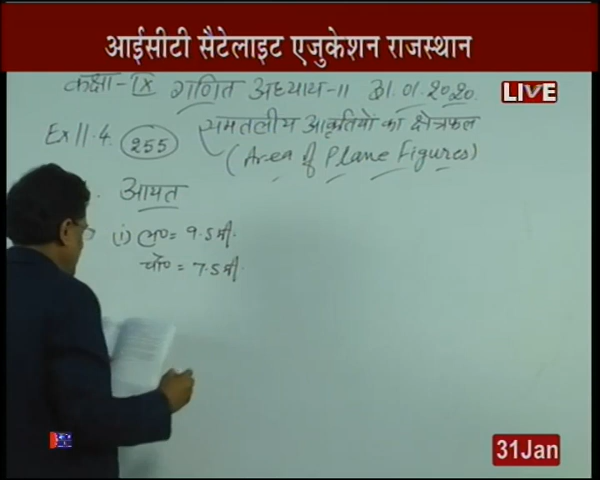 आईसीटी सैटेलाइट एजुकेशन राजस्थान
LIVE
कक्षा-IX गणित अध्याय-11 31.01.2020.
Ex 11.4. 255 समतलीय आकृतियों का क्षेत्रफल
(Area of Plane Figures)
आयत
(i) ल० = 9.5 मी.
चौ० = 7.5 मी.
31Jan